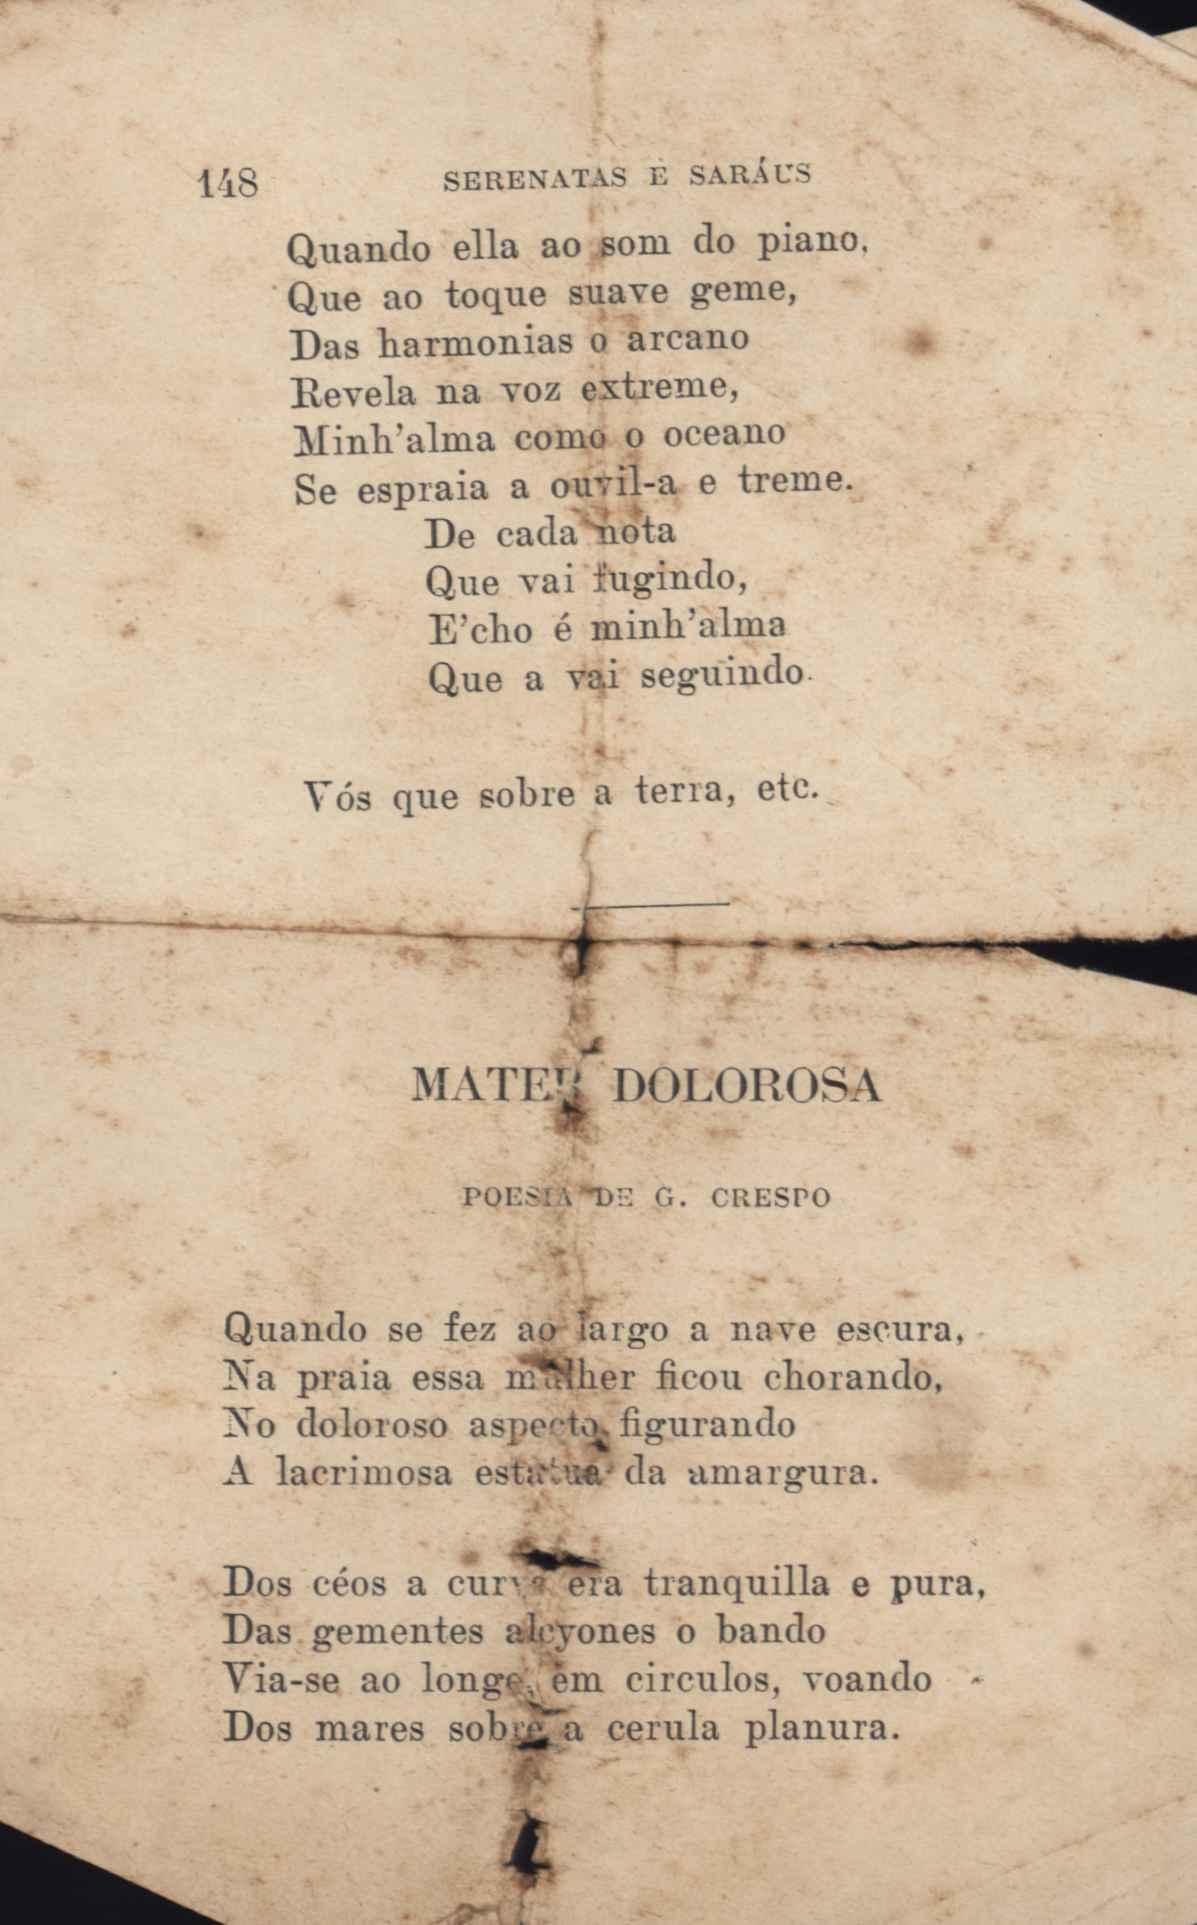 148 SERENATAS E SARÁUS
Quando ella ao som do piano,
Que ao toque suave geme,
Das harmonias o arcano
Revela na voz extreme,
Minh'alma como o oceano
Se espraia a ouvil-a e treme.
De cada nota
Que vai fugindo,
E'cho é minh'alma
Que a vai seguindo.
Vós que sobre a terra, etc.
MATER DOLOROSA
POESIA DE G. CRESPO
Quando se fez ao largo a nave escura,
Na praia essa mulher ficou chorando,
No doloroso aspecto figurando
A lacrimosa estatua da amargura.
Dos céos a curva era tranquilla e pura,
Das gementes alcyones o bando
Via-se ao longe, em circulos, voando
Dos mares sobre a cerula planura.